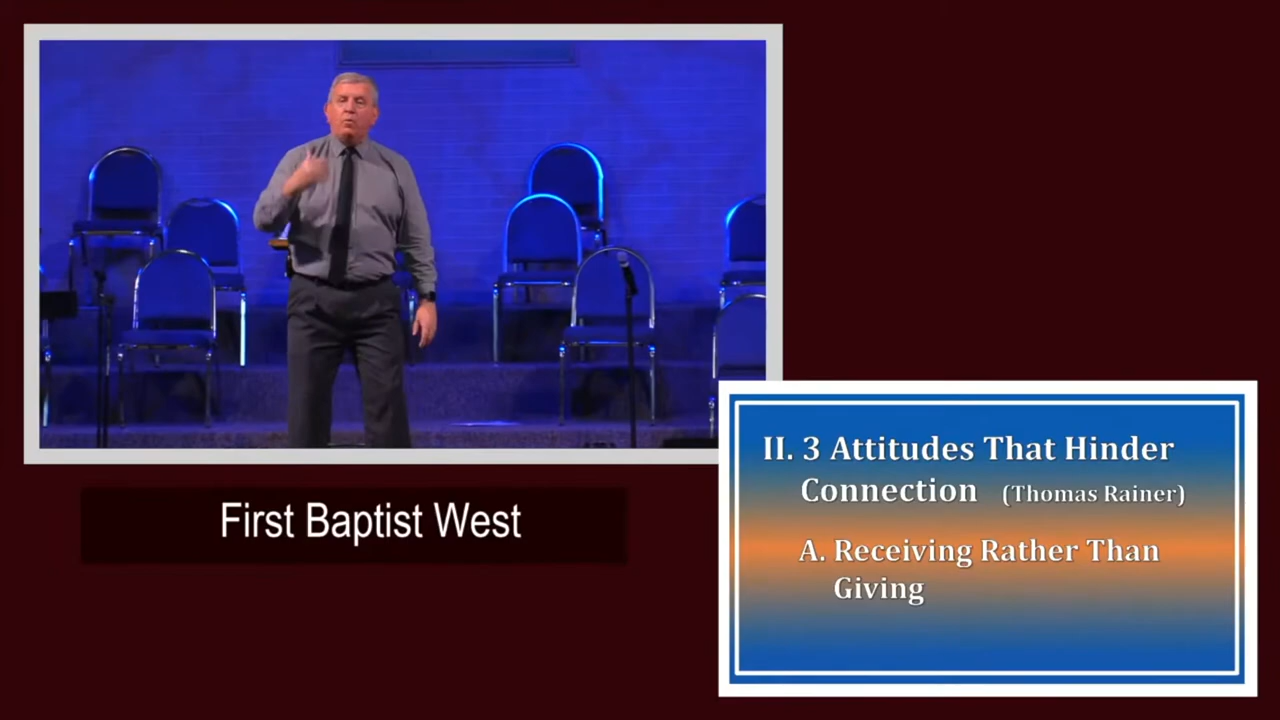 First Baptist West
II. 3 Attitudes That Hinder
Connection (Thomas Rainer)
A. Receiving Rather Than
Giving